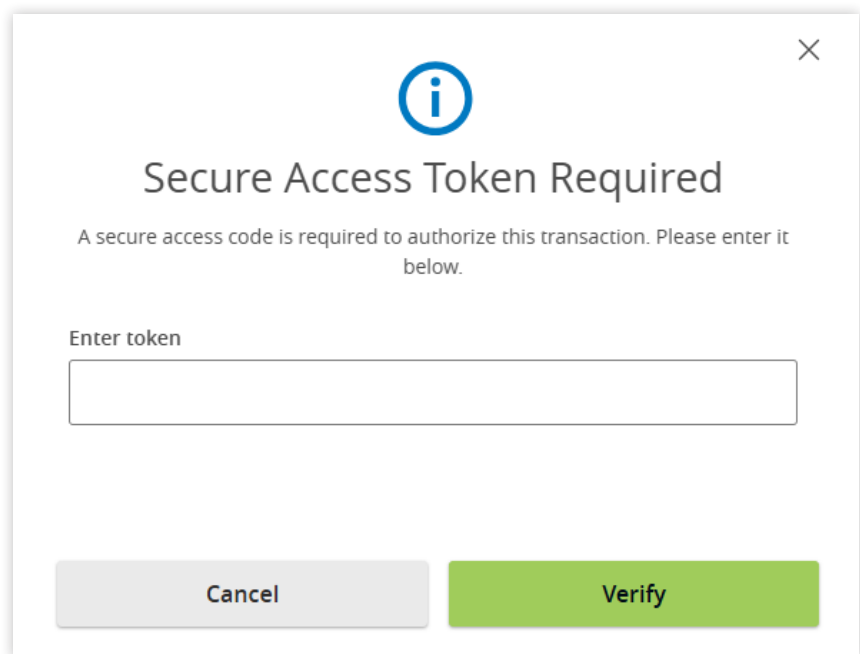 Secure Access Token Required
A secure access code is required to authorize this transaction. Please enter it
below.
Enter token
Cancel
Verify